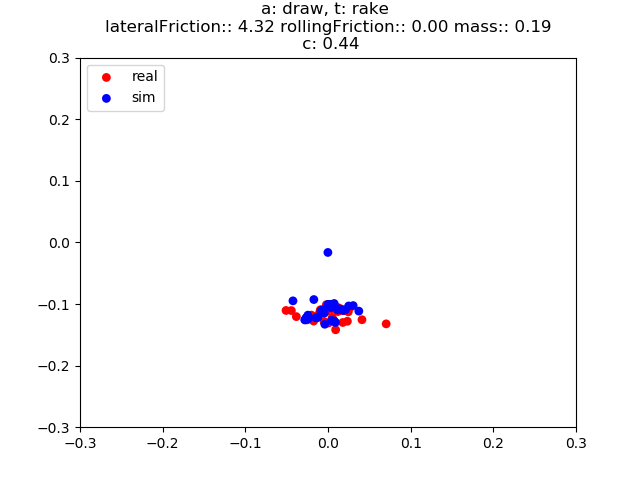 a: draw, t: rake
lateralFriction:: 4.32 rollingFriction:: 0.00 mass:: 0.19
c: 0.44
real
sim
0.3
0.2
0.1
0.0
−0.1
−0.2
−0.3
−0.3
−0.2
−0.1
0.0
0.1
0.2
0.3